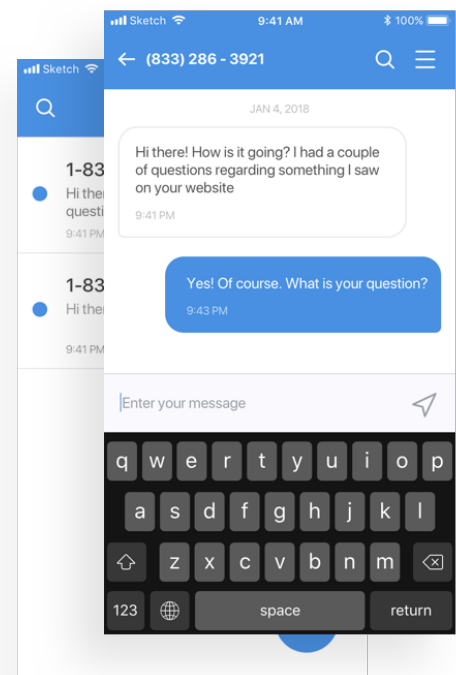 Sketch 9:41 AM 100%
(833) 286 - 3921
JAN 4, 2018
Hi there! How is it going? I had a couple
of questions regarding something I saw
on your website
9:41 PM
Yes! Of course. What is your question?
9:43 PM
Enter your message
q w e r t y u i o p
a s d f g h j k l
z x c v b n m
123 space return
Sketch
1-83
Hi the
questi
9:41 PM
1-83
Hi the
9:41 PM